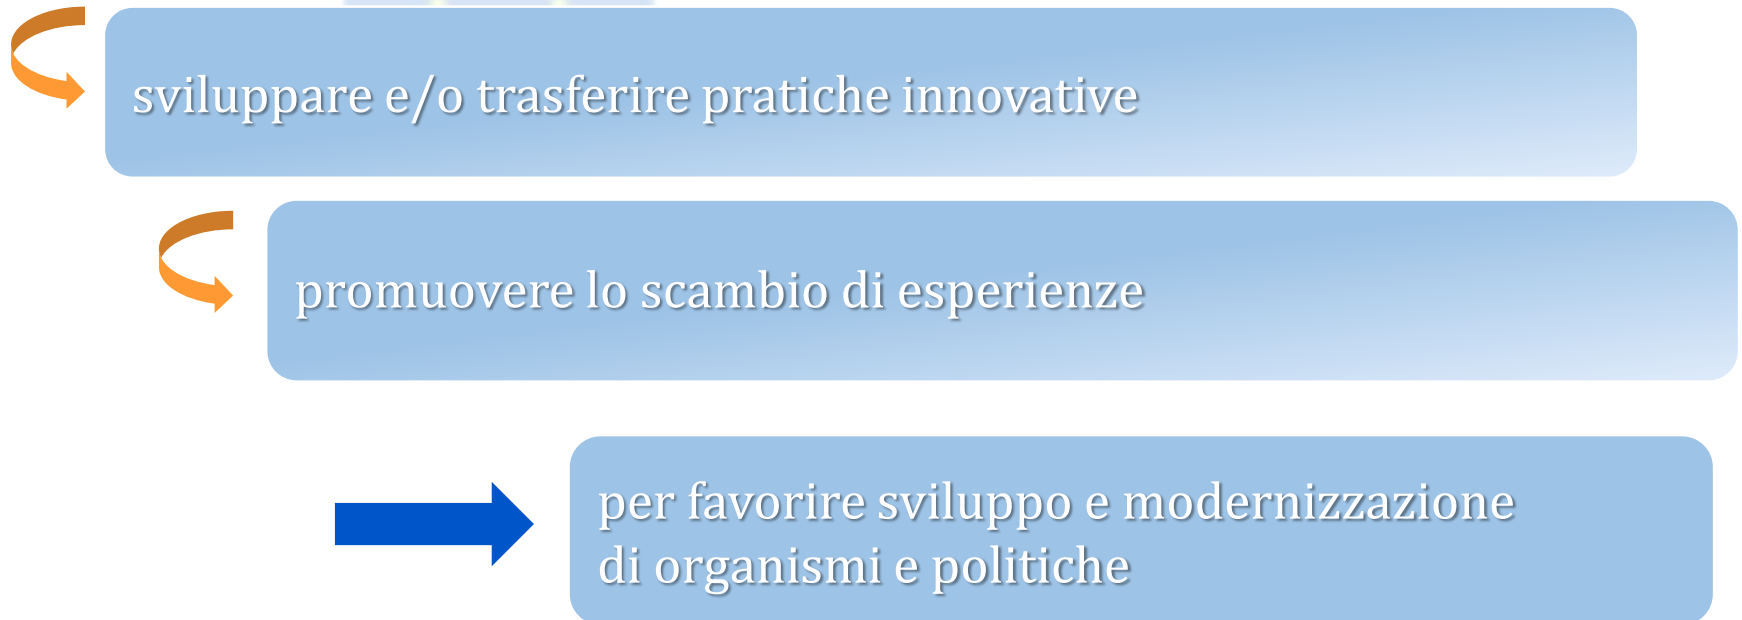 sviluppare e/o trasferire pratiche innovative
promuovere lo scambio di esperienze
per favorire sviluppo e modernizzazione
di organismi e politiche